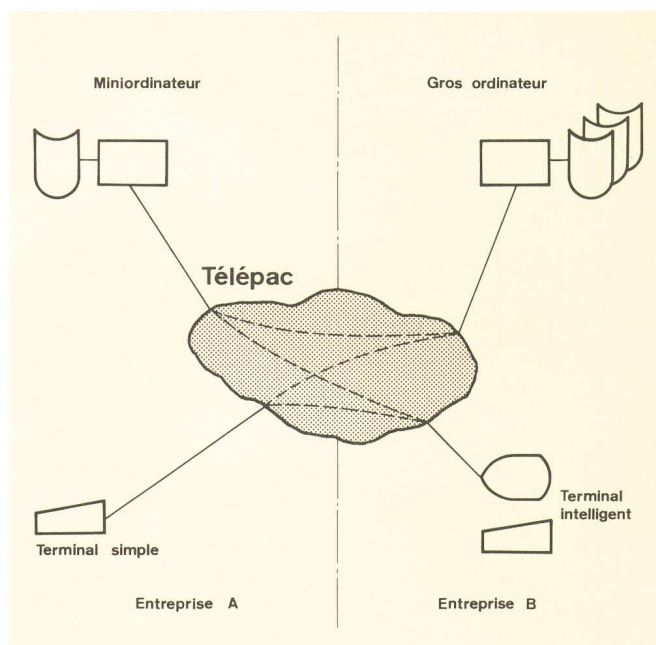 Miniordinateur
Gros ordinateur
Télépac
Terminal simple
Terminal
intelligent
Entreprise A
Entreprise B